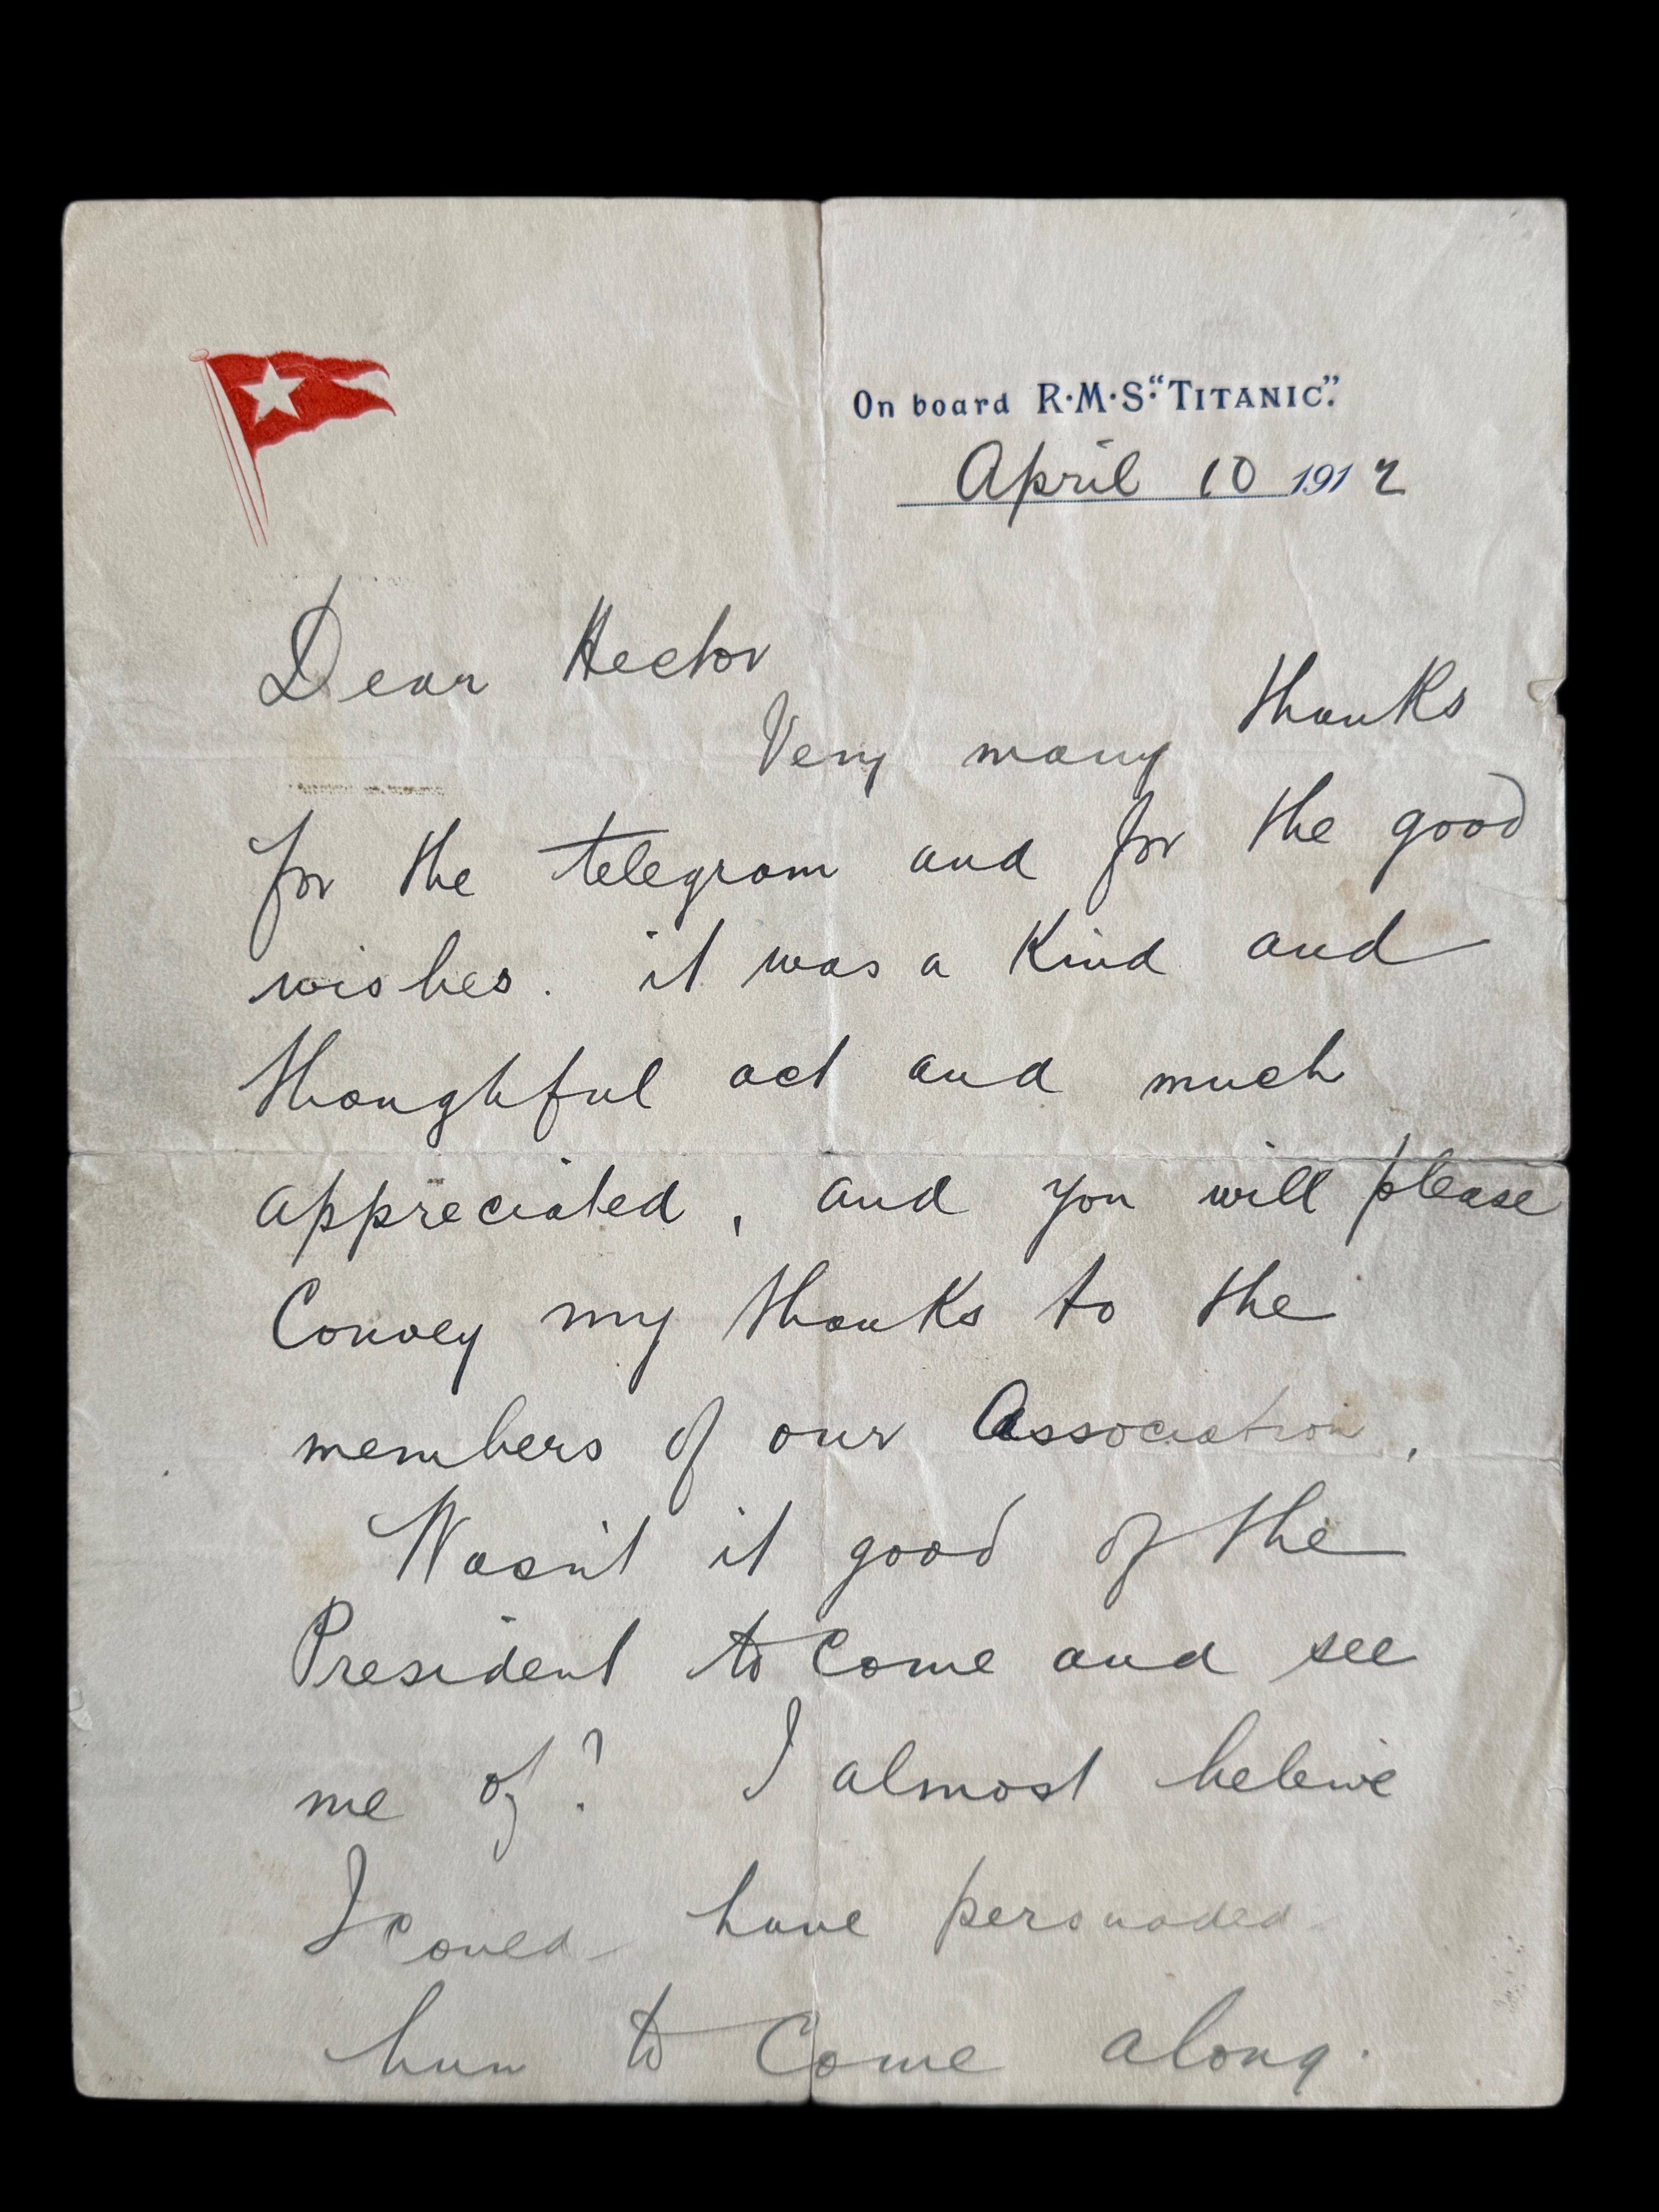 On board R·M·S· "TITANIC".
April 10 1912
Dear Hector
Very many thanks
for the telegram and for the good
wishes. it was a Kind and
thoughtful act and much
appreciated, and you will please
Convey my thanks to the
members of our Association,
Wasn't it good of the
President to Come and see
me of? I almost beleive
I could have persuaded
him to Come along.